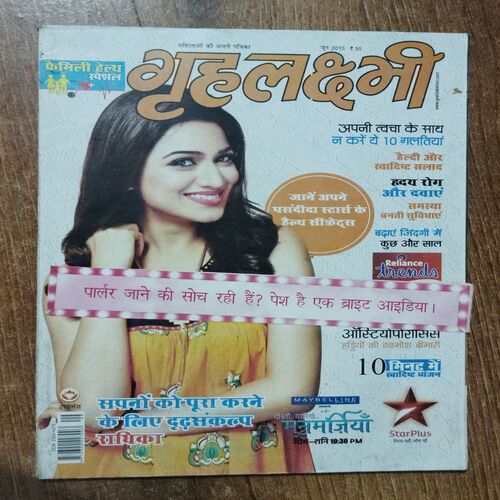 महिलाओं की अपनी पत्रिका
जून 2015 ₹ 35
फैमिली हेल्थ
स्पेशल
गृहलक्ष्मी
अपनी त्वचा के साथ
न करें ये 10 गलतियां
हैल्दी और
स्वादिष्ट सलाद
हृदय रोग
और दवाएं
समस्या
बनती सुविधाएं
बढ़ाएं जिंदगी में
कुछ और साल
जानें अपने
पसंदीदा स्टार्स के
हैल्थ सीक्रेट्स
Reliance
trends
पार्लर जाने की सोच रही हैं? पेश है एक ब्राइट आइडिया।
ऑस्टियोपोरोसिस
हड्डियों की खामोश बीमारी
10 मिनट में
स्वादिष्ट व्यंजन
सपनों को पूरा करने
के लिए दृढ़संकल्प
राधिका
MAYBELLINE
मनमर्ज़ियाँ
सोम-शनि 10:30 PM
StarPlus